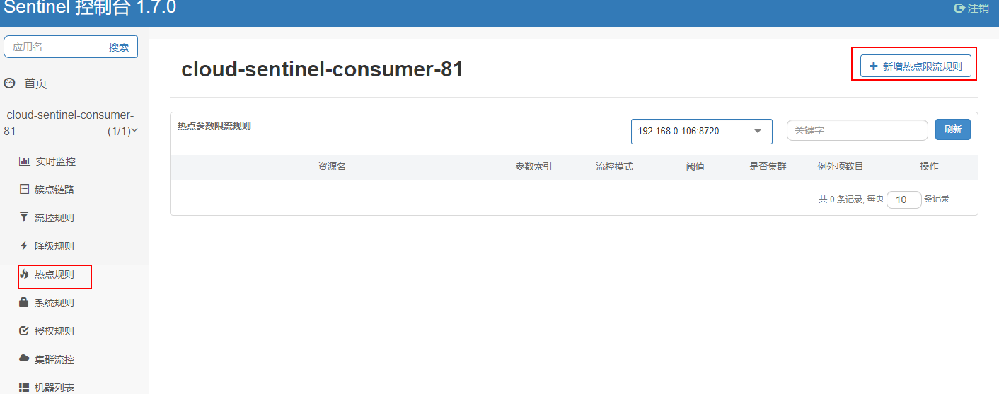 Sentinel 控制台 1.7.0
注销
应用名
搜索
首页
cloud-sentinel-consumer-
81
(1/1)
实时监控
簇点链路
流控规则
降级规则
热点规则
系统规则
授权规则
集群流控
机器列表
cloud-sentinel-consumer-81
新增热点限流规则
热点参数限流规则
192.168.0.106:8720
关键字
刷新
资源名 参数索引 流控模式 阈值 是否集群 例外项数目 操作
共 0 条记录, 每页 10 条记录